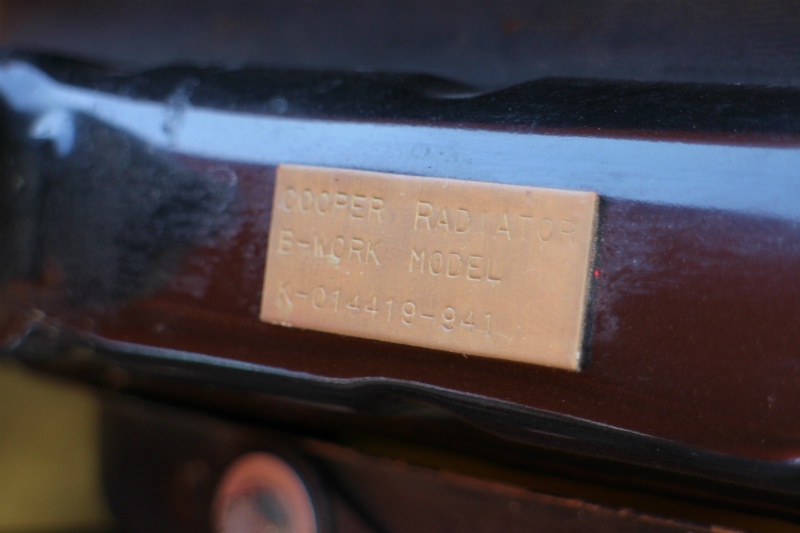 COOPER RADIATOR
B-WORK MODEL
K-014419-941